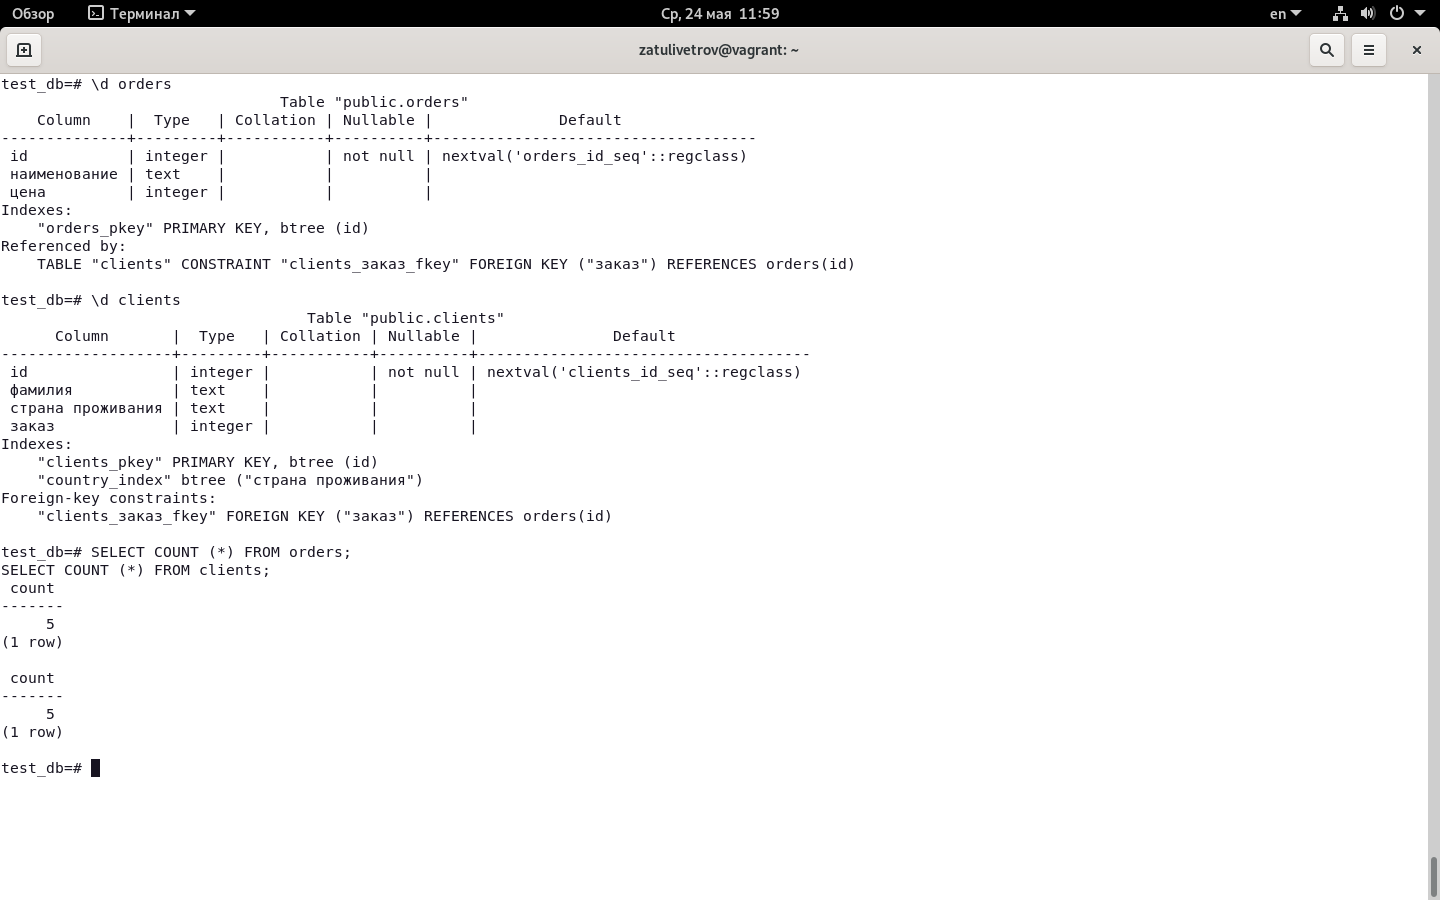 Обзор Терминал Ср, 24 мая 11:59 en
zatulivetrov@vagrant: ~
test_db=# \d orders
                               Table "public.orders"
    Column    |  Type   | Collation | Nullable |              Default
--------------+---------+-----------+----------+------------------------------------
 id           | integer |           | not null | nextval('orders_id_seq'::regclass)
 наименование | text    |           |          |
 цена         | integer |           |          |
Indexes:
    "orders_pkey" PRIMARY KEY, btree (id)
Referenced by:
    TABLE "clients" CONSTRAINT "clients_заказ_fkey" FOREIGN KEY ("заказ") REFERENCES orders(id)

test_db=# \d clients
                                  Table "public.clients"
      Column       |  Type   | Collation | Nullable |               Default
-------------------+---------+-----------+----------+-------------------------------------
 id                | integer |           | not null | nextval('clients_id_seq'::regclass)
 фамилия           | text    |           |          |
 страна проживания | text    |           |          |
 заказ             | integer |           |          |
Indexes:
    "clients_pkey" PRIMARY KEY, btree (id)
    "country_index" btree ("страна проживания")
Foreign-key constraints:
    "clients_заказ_fkey" FOREIGN KEY ("заказ") REFERENCES orders(id)

test_db=# SELECT COUNT (*) FROM orders;
SELECT COUNT (*) FROM clients;
 count
-------
     5
(1 row)

 count
-------
     5
(1 row)

test_db=#